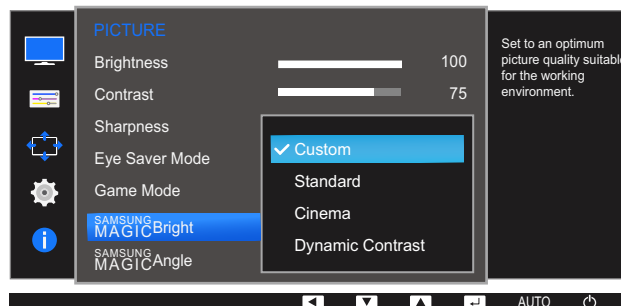 PICTURE
Brightness 100
Contrast 75
Sharpness
Eye Saver Mode
Game Mode
SAMSUNG
MAGICBright
SAMSUNG
MAGICAngle
Custom
Standard
Cinema
Dynamic Contrast
Set to an optimum
picture quality suitable
for the working
environment.
AUTO